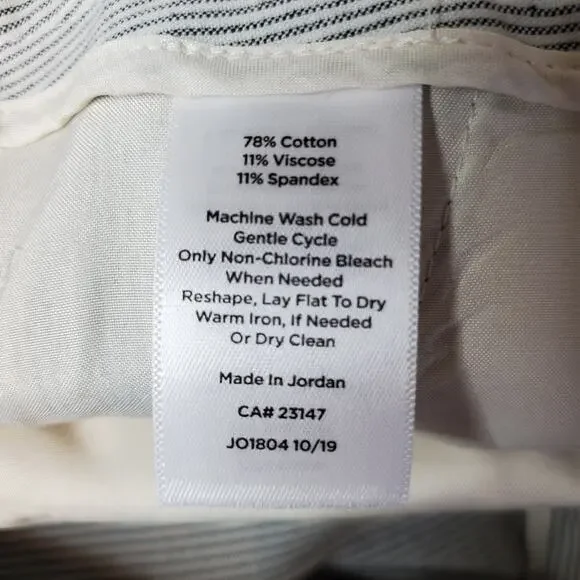 78% Cotton
11% Viscose
11% Spandex
Machine Wash Cold
Gentle Cycle
Only Non-Chlorine Bleach
When Needed
Reshape, Lay Flat To Dry
Warm Iron, If Needed
Or Dry Clean
Made In Jordan
CA# 23147
JO1804 10/19